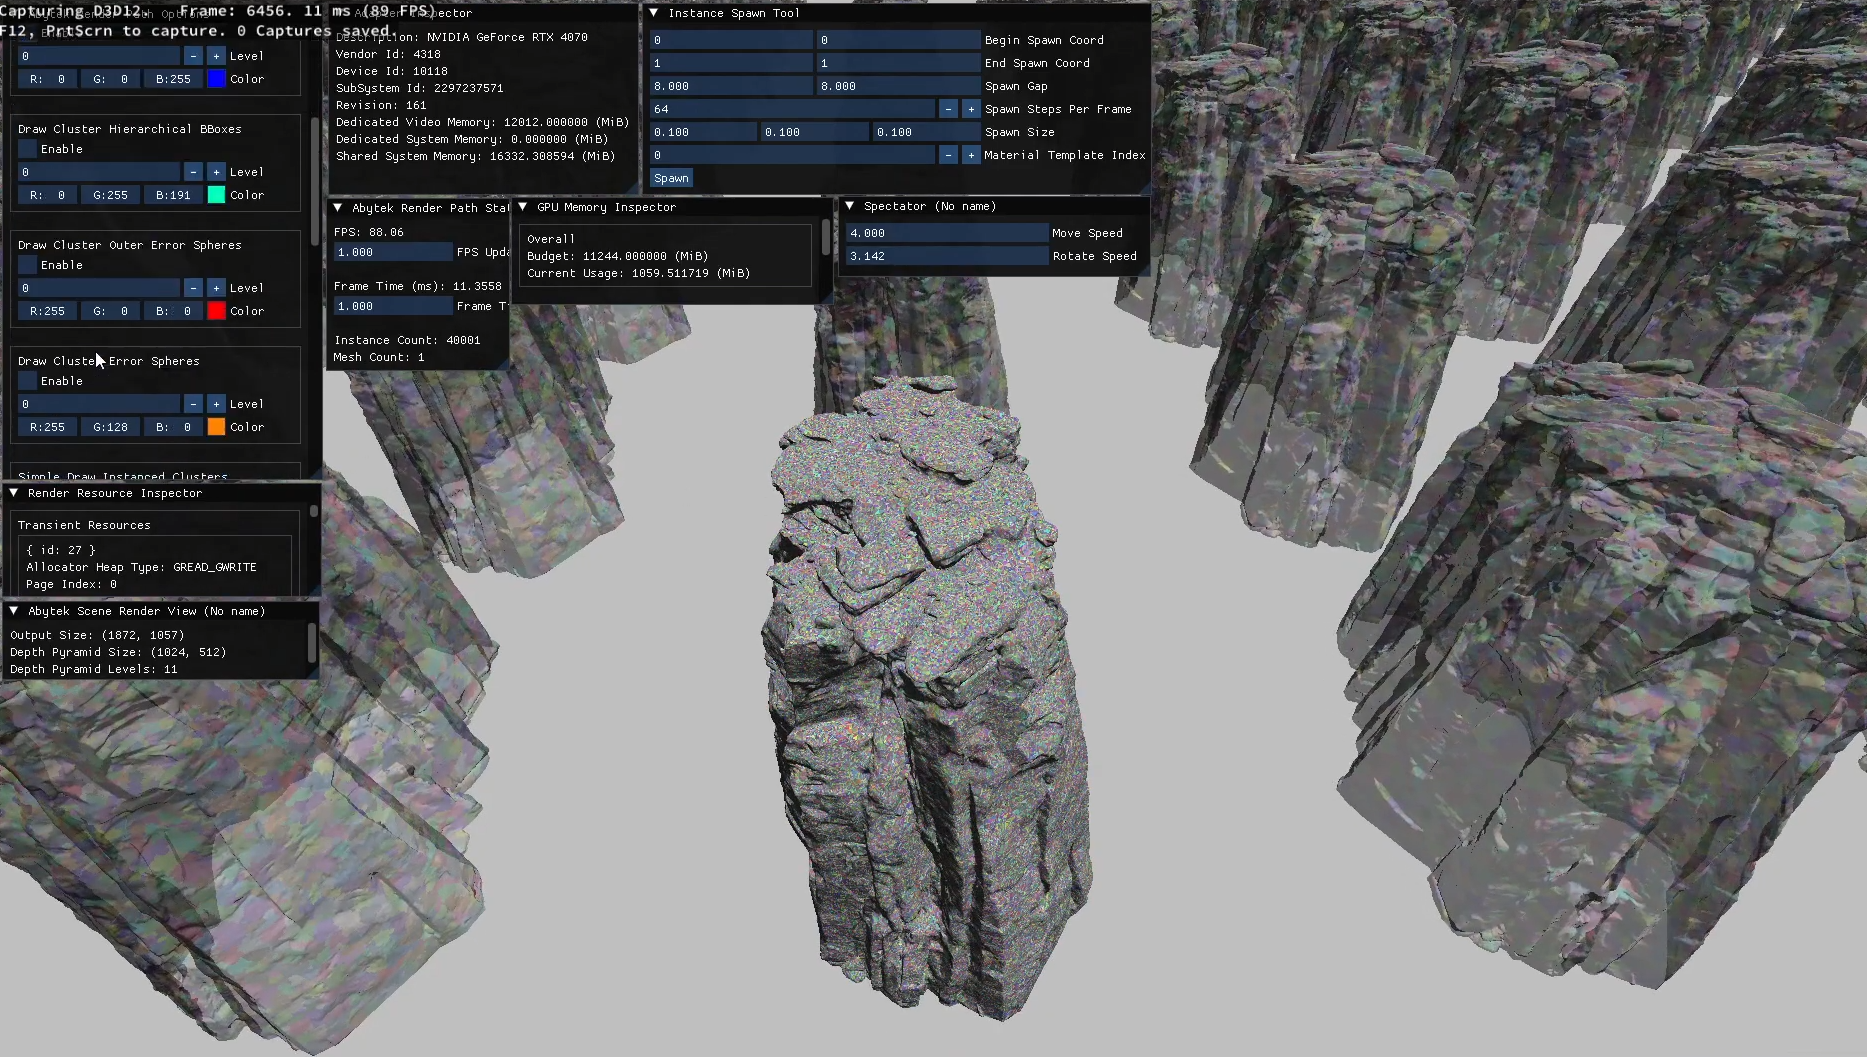 Capturing D3D12. Frame: 6456. 11 ms (89 FPS)
F12, PrtScrn to capture. 0 Captures saved.
0 - + Level
R: 0 G: 0 B:255 Color
Draw Cluster Hierarchical BBoxes
Enable
0 - + Level
R: 0 G:255 B:191 Color
Draw Cluster Outer Error Spheres
Enable
0 - + Level
R:255 G: 0 B: 0 Color
Draw Cluster Error Spheres
Enable
0 - + Level
R:255 G:128 B: 0 Color
Simple Draw Instanced Clusters
Render Resource Inspector
Transient Resources
{ id: 27 }
Allocator Heap Type: GREAD_GWRITE
Page Index: 0
Abytek Scene Render View (No name)
Output Size: (1872, 1057)
Depth Pyramid Size: (1024, 512)
Depth Pyramid Levels: 11
Adapter Inspector
Description: NVIDIA GeForce RTX 4070
Vendor Id: 4318
Device Id: 10118
SubSystem Id: 2297237571
Revision: 161
Dedicated Video Memory: 12012.000000 (MiB)
Dedicated System Memory: 0.000000 (MiB)
Shared System Memory: 16332.308594 (MiB)
Instance Spawn Tool
0 0 Begin Spawn Coord
1 1 End Spawn Coord
8.000 8.000 Spawn Gap
64 - + Spawn Steps Per Frame
0.100 0.100 0.100 Spawn Size
0 - + Material Template Index
Spawn
Abytek Render Path Sta
FPS: 88.06
1.000 FPS Upda
Frame Time (ms): 11.3558
1.000 Frame T
Instance Count: 40001
Mesh Count: 1
GPU Memory Inspector
Overall
Budget: 11244.000000 (MiB)
Current Usage: 1059.511719 (MiB)
Spectator (No name)
4.000 Move Speed
3.142 Rotate Speed